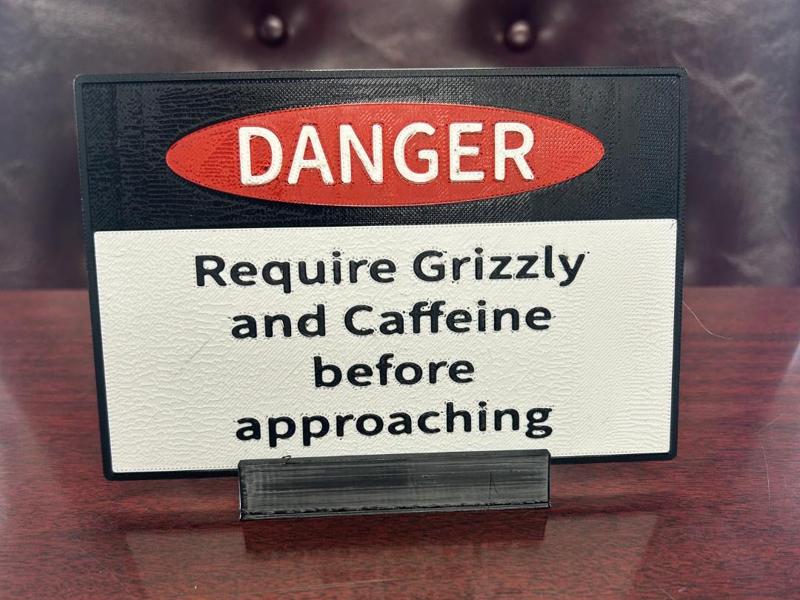 DANGER
Require Grizzly
and Caffeine
before
approaching